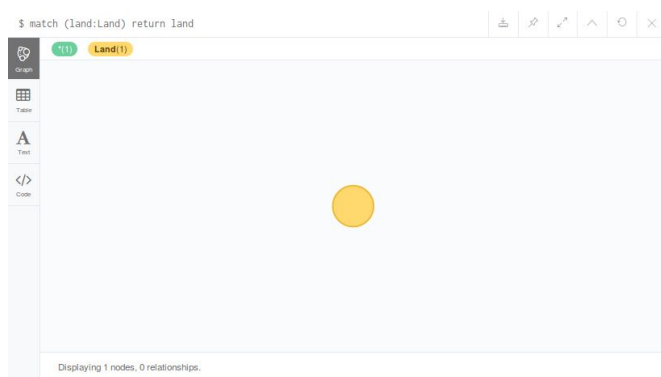 $ match (land:Land) return land
*(1) Land(1)
Graph
Table
Text
Code
Displaying 1 nodes, 0 relationships.